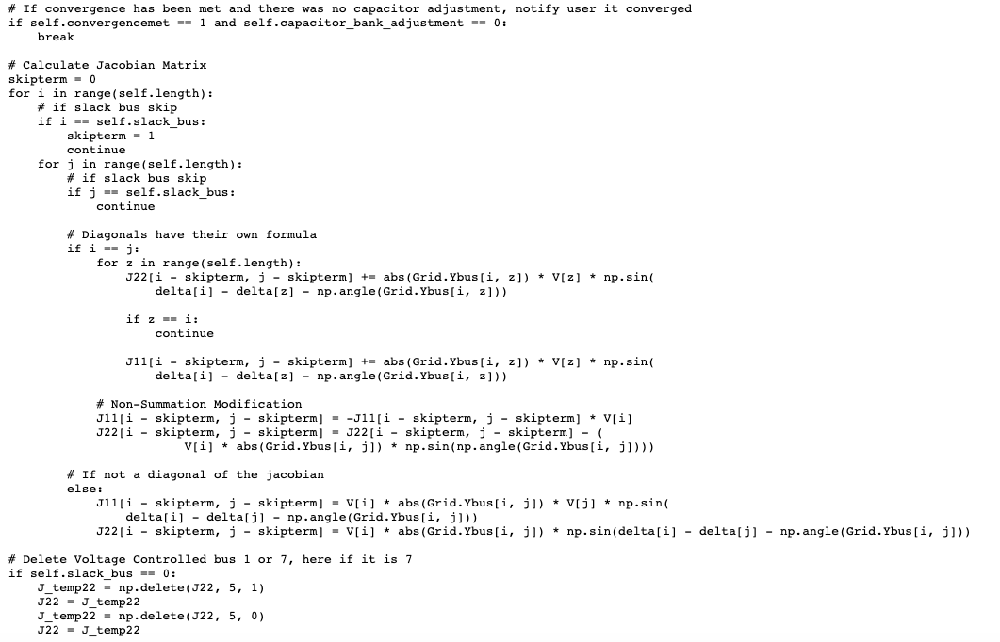 # If convergence has been met and there was no capacitor adjustment, notify user it converged
if self.convergencemet == 1 and self.capacitor_bank_adjustment == 0:
    break

# Calculate Jacobian Matrix
skipterm = 0
for i in range(self.length):
    # if slack bus skip
    if i == self.slack_bus:
        skipterm = 1
        continue
    for j in range(self.length):
        # if slack bus skip
        if j == self.slack_bus:
            continue

        # Diagonals have their own formula
        if i == j:
            for z in range(self.length):
                J22[i - skipterm, j - skipterm] += abs(Grid.Ybus[i, z]) * V[z] * np.sin(
                    delta[i] - delta[z] - np.angle(Grid.Ybus[i, z]))

                if z == i:
                    continue

                J11[i - skipterm, j - skipterm] += abs(Grid.Ybus[i, z]) * V[z] * np.sin(
                    delta[i] - delta[z] - np.angle(Grid.Ybus[i, z]))

            # Non-Summation Modification
            J11[i - skipterm, j - skipterm] = -J11[i - skipterm, j - skipterm] * V[i]
            J22[i - skipterm, j - skipterm] = J22[i - skipterm, j - skipterm] - (
                        V[i] * abs(Grid.Ybus[i, j]) * np.sin(np.angle(Grid.Ybus[i, j])))

        # If not a diagonal of the jacobian
        else:
            J11[i - skipterm, j - skipterm] = V[i] * abs(Grid.Ybus[i, j]) * V[j] * np.sin(
                delta[i] - delta[j] - np.angle(Grid.Ybus[i, j]))
            J22[i - skipterm, j - skipterm] = V[i] * abs(Grid.Ybus[i, j]) * np.sin(delta[i] - delta[j] - np.angle(Grid.Ybus[i, j]))

# Delete Voltage Controlled bus 1 or 7, here if it is 7
if self.slack_bus == 0:
    J_temp22 = np.delete(J22, 5, 1)
    J22 = J_temp22
    J_temp22 = np.delete(J22, 5, 0)
    J22 = J_temp22